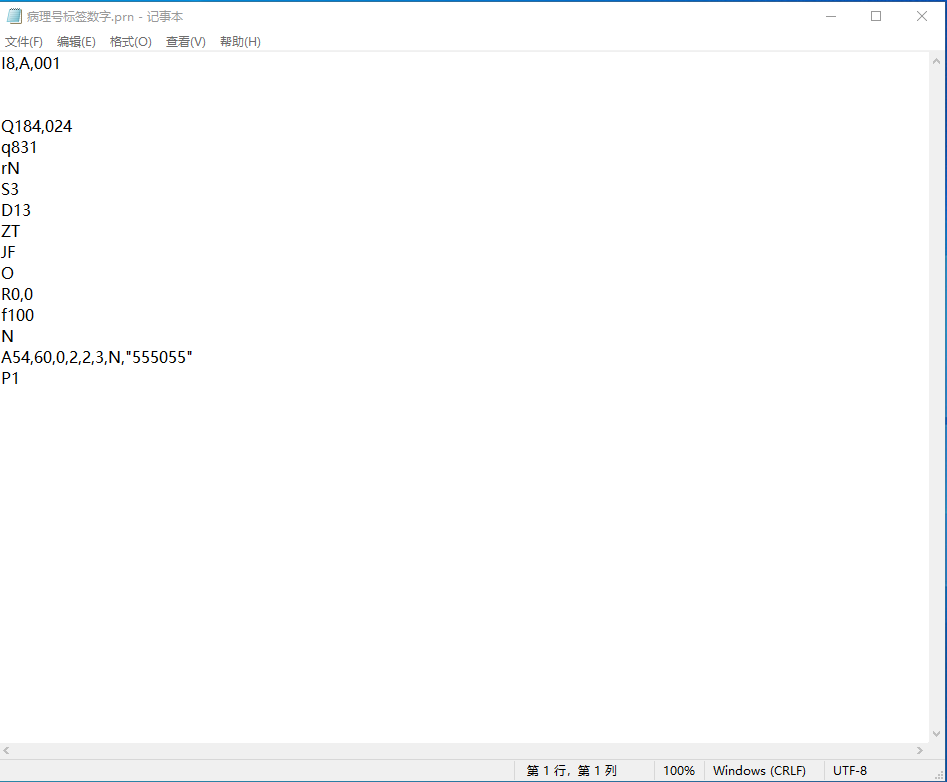 病理号标签数字.prn - 记事本
文件(F) 编辑(E) 格式(O) 查看(V) 帮助(H)
I8,A,001
Q184,024
q831
rN
S3
D13
ZT
JF
O
R0,0
f100
N
A54,60,0,2,2,3,N,"555055"
P1
第 1 行，第 1 列 100% Windows (CRLF) UTF-8